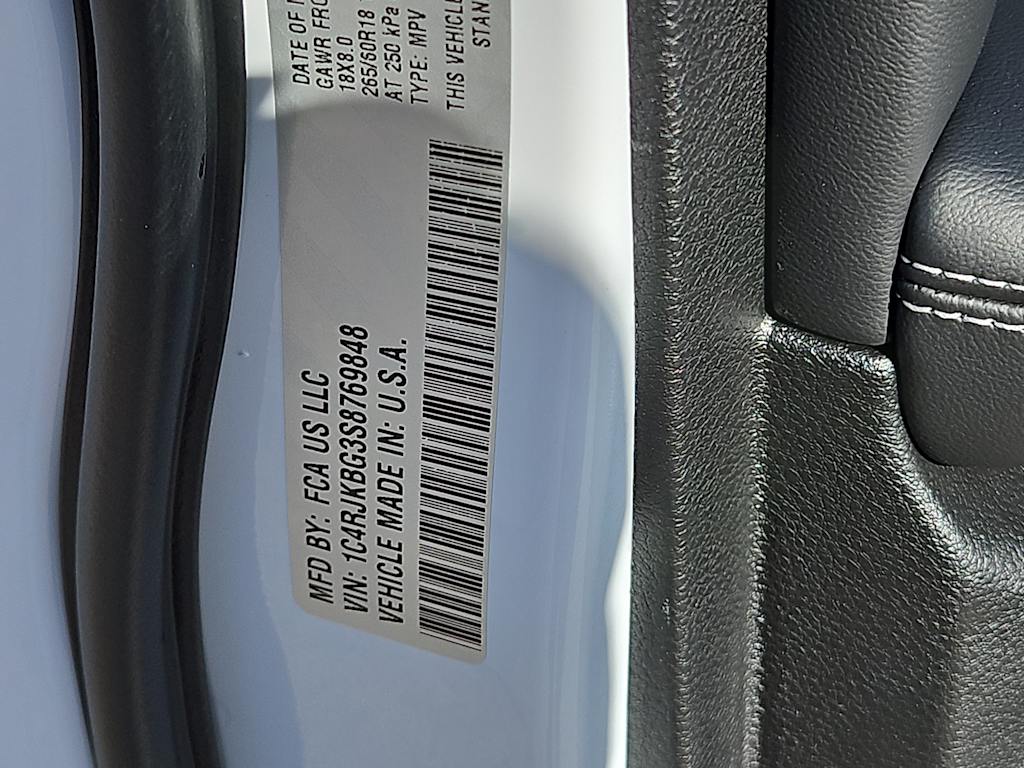 MFD BY: FCA US LLC
VIN: 1C4RJKBG3S8769848
VEHICLE MADE IN: U.S.A.
DATE OF
GAWR FRO
18X8.0
265/60R18
AT 250 kPa
TYPE: MPV
THIS VEHICLE
STAN